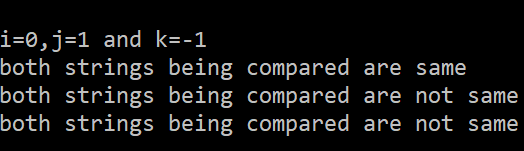 i=0,j=1 and k=-1
both strings being compared are same
both strings being compared are not same
both strings being compared are not same